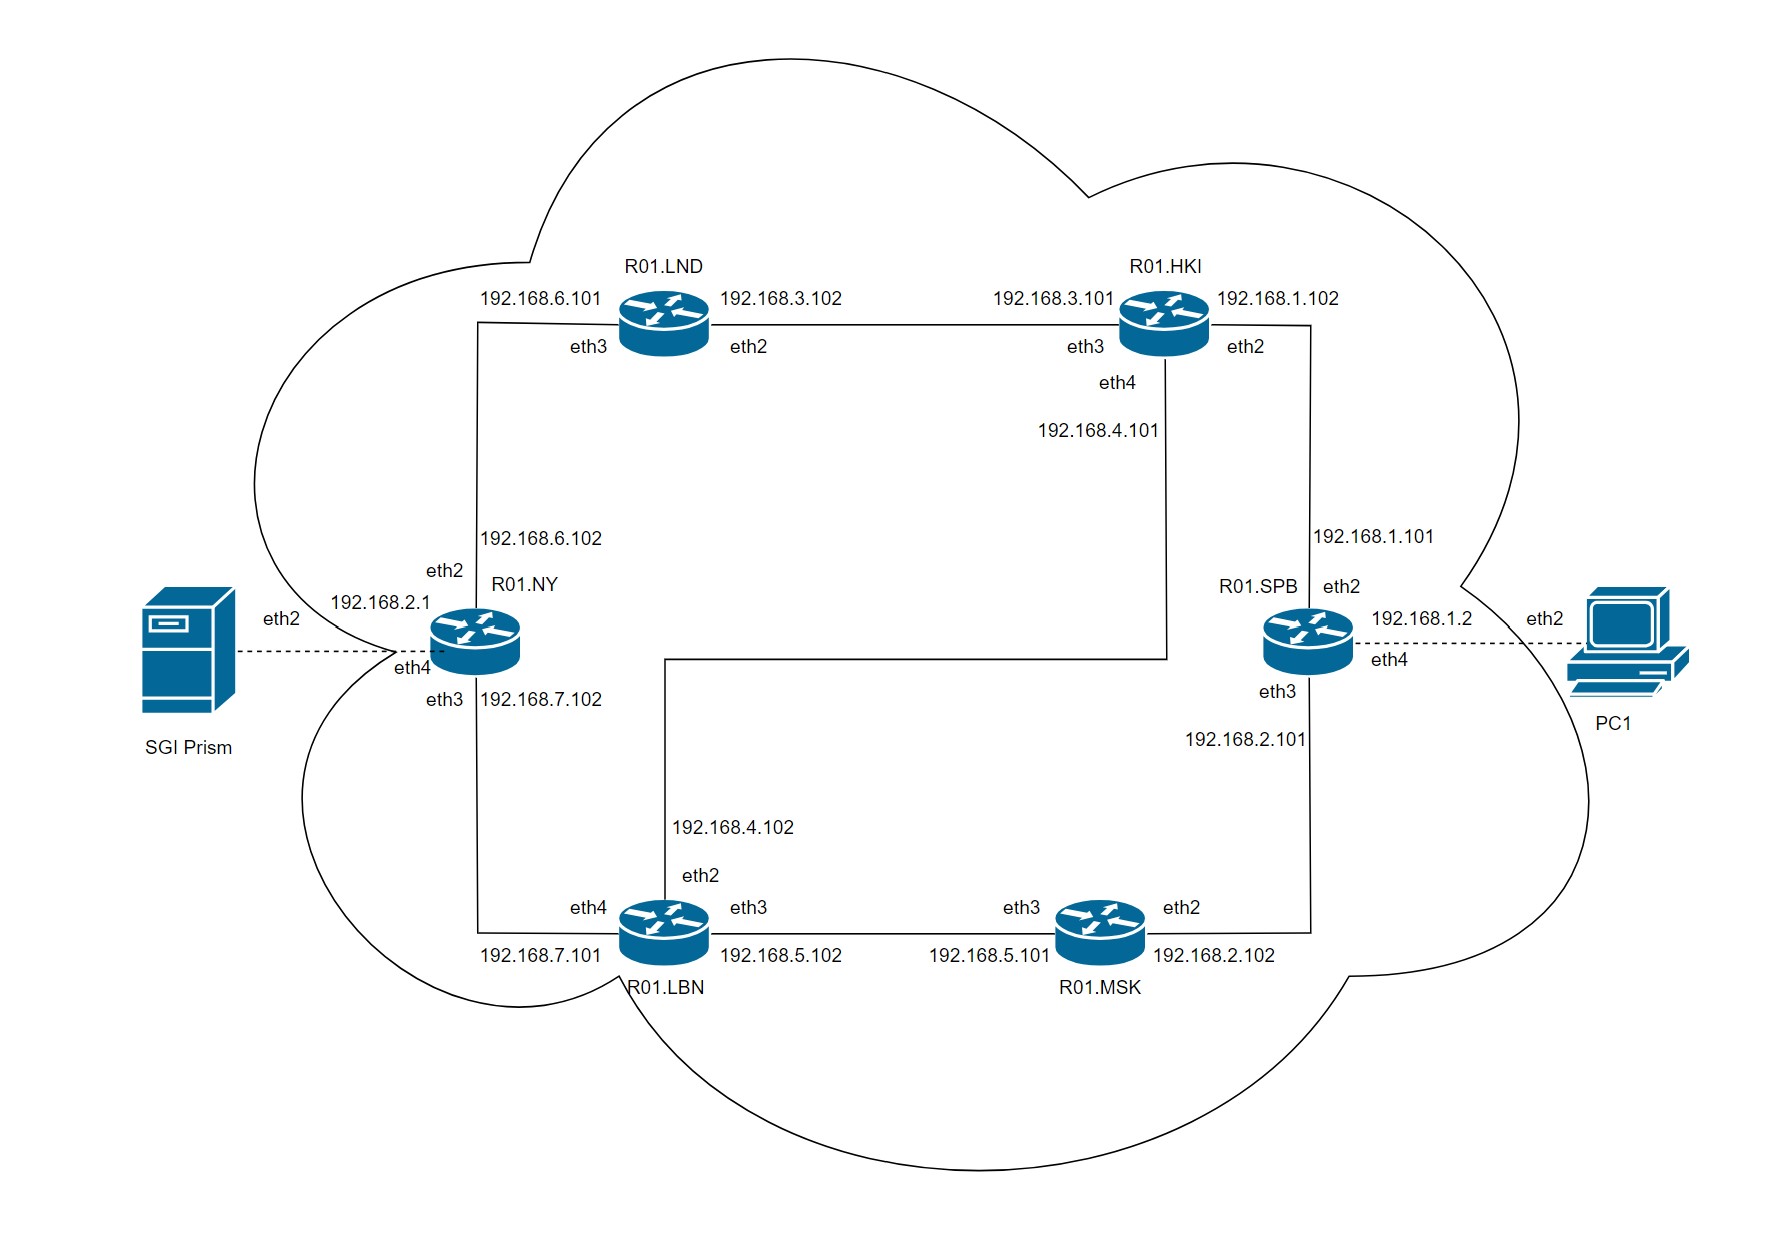 R01.LND
R01.HKI
192.168.6.101
192.168.3.102
192.168.3.101
192.168.1.102
eth3
eth2
eth3
eth2
eth4
192.168.4.101
192.168.6.102
192.168.1.101
eth2
R01.NY
R01.SPB
eth2
eth2
192.168.2.1
192.168.1.2
eth2
eth4
eth4
eth3
192.168.7.102
eth3
PC1
SGI Prism
192.168.2.101
192.168.4.102
eth2
eth4
eth3
eth3
eth2
192.168.7.101
192.168.5.102
192.168.5.101
192.168.2.102
R01.LBN
R01.MSK